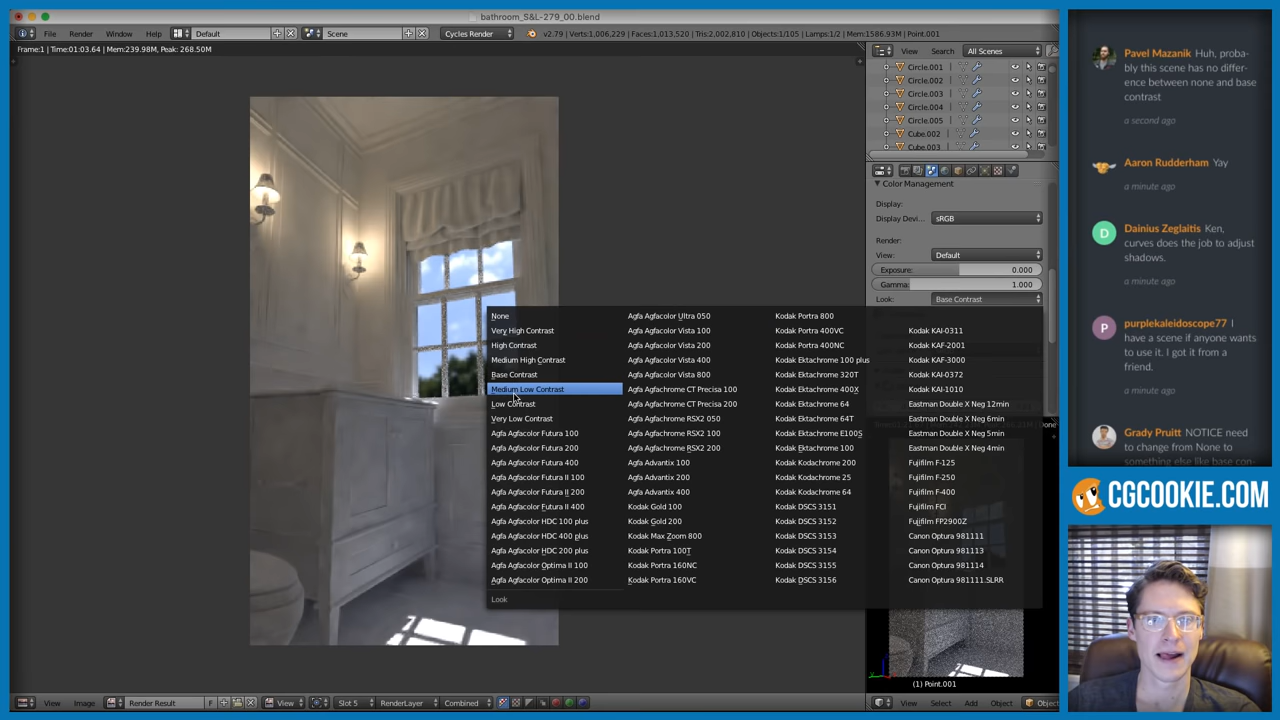 bathroom_S&L-279_00.blend
File Render Window Help Default Scene Cycles Render v2.79 | Verts:1,006,229 | Faces:1,013,520 | Tris:2,002,810 | Objects:1/105 | Lamps:1/2 | Mem:1586.93M | Point.001
Frame:1 | Time:01:03.64 | Mem:239.98M, Peak: 268.50M
View Search All Scenes
Circle.001
Circle.002
Circle.003
Circle.004
Circle.005
Cube.002
Cube.003
Color Management
Display:
Display Devi... sRGB
Render:
View: Default
Exposure: 0.000
Gamma: 1.000
Look: Base Contrast
None
Very High Contrast
High Contrast
Medium High Contrast
Base Contrast
Medium Low Contrast
Low Contrast
Very Low Contrast
Agfa Agfacolor Futura 100
Agfa Agfacolor Futura 200
Agfa Agfacolor Futura 400
Agfa Agfacolor Futura II 100
Agfa Agfacolor Futura II 200
Agfa Agfacolor Futura II 400
Agfa Agfacolor HDC 100 plus
Agfa Agfacolor HDC 400 plus
Agfa Agfacolor HDC 200 plus
Agfa Agfacolor Optima II 100
Agfa Agfacolor Optima II 200
Look
Agfa Agfacolor Ultra 050
Agfa Agfacolor Vista 100
Agfa Agfacolor Vista 200
Agfa Agfacolor Vista 400
Agfa Agfacolor Vista 800
Agfa Agfachrome CT Precisa 100
Agfa Agfachrome CT Precisa 200
Agfa Agfachrome RSX2 050
Agfa Agfachrome RSX2 100
Agfa Agfachrome RSX2 200
Agfa Advantix 100
Agfa Advantix 200
Agfa Advantix 400
Kodak Gold 100
Kodak Gold 200
Kodak Max Zoom 800
Kodak Portra 100T
Kodak Portra 160NC
Kodak Portra 160VC
Kodak Portra 800
Kodak Portra 400VC
Kodak Portra 400NC
Kodak Ektachrome 100 plus
Kodak Ektachrome 320T
Kodak Ektachrome 400X
Kodak Ektachrome 64
Kodak Ektachrome 64T
Kodak Ektachrome E100S
Kodak Ektachrome 100
Kodak Kodachrome 200
Kodak Kodachrome 25
Kodak Kodachrome 64
Kodak DSCS 3151
Kodak DSCS 3152
Kodak DSCS 3153
Kodak DSCS 3154
Kodak DSCS 3155
Kodak DSCS 3156
Kodak KAI-0311
Kodak KAF-2001
Kodak KAF-3000
Kodak KAI-0372
Kodak KAI-1010
Eastman Double X Neg 12min
Eastman Double X Neg 6min
Eastman Double X Neg 5min
Eastman Double X Neg 4min
Fujifilm F-125
Fujifilm F-250
Fujifilm F-400
Fujifilm FCI
Fujifilm FP2900Z
Canon Optura 981111
Canon Optura 981113
Canon Optura 981114
Canon Optura 981111.SLRR
(1) Point.001
View Image Render Result F View Slot 5 RenderLayer Combined
View Select Add Object Object
Pavel Mazanik Huh, proba-
bly this scene has no differ-
ence between none and base
contrast
a second ago
Aaron Rudderham Yay
a minute ago
D
Dainius Zeglaitis Ken,
curves does the job to adjust
shadows.
a minute ago
P
purplekaleidoscope77 I
have a scene if anyone
wants to use it. I got it from a
friend.
a minute ago
Grady Pruitt NOTICE need
to change from None to
something else like base con-
CGCOOKIE.COM